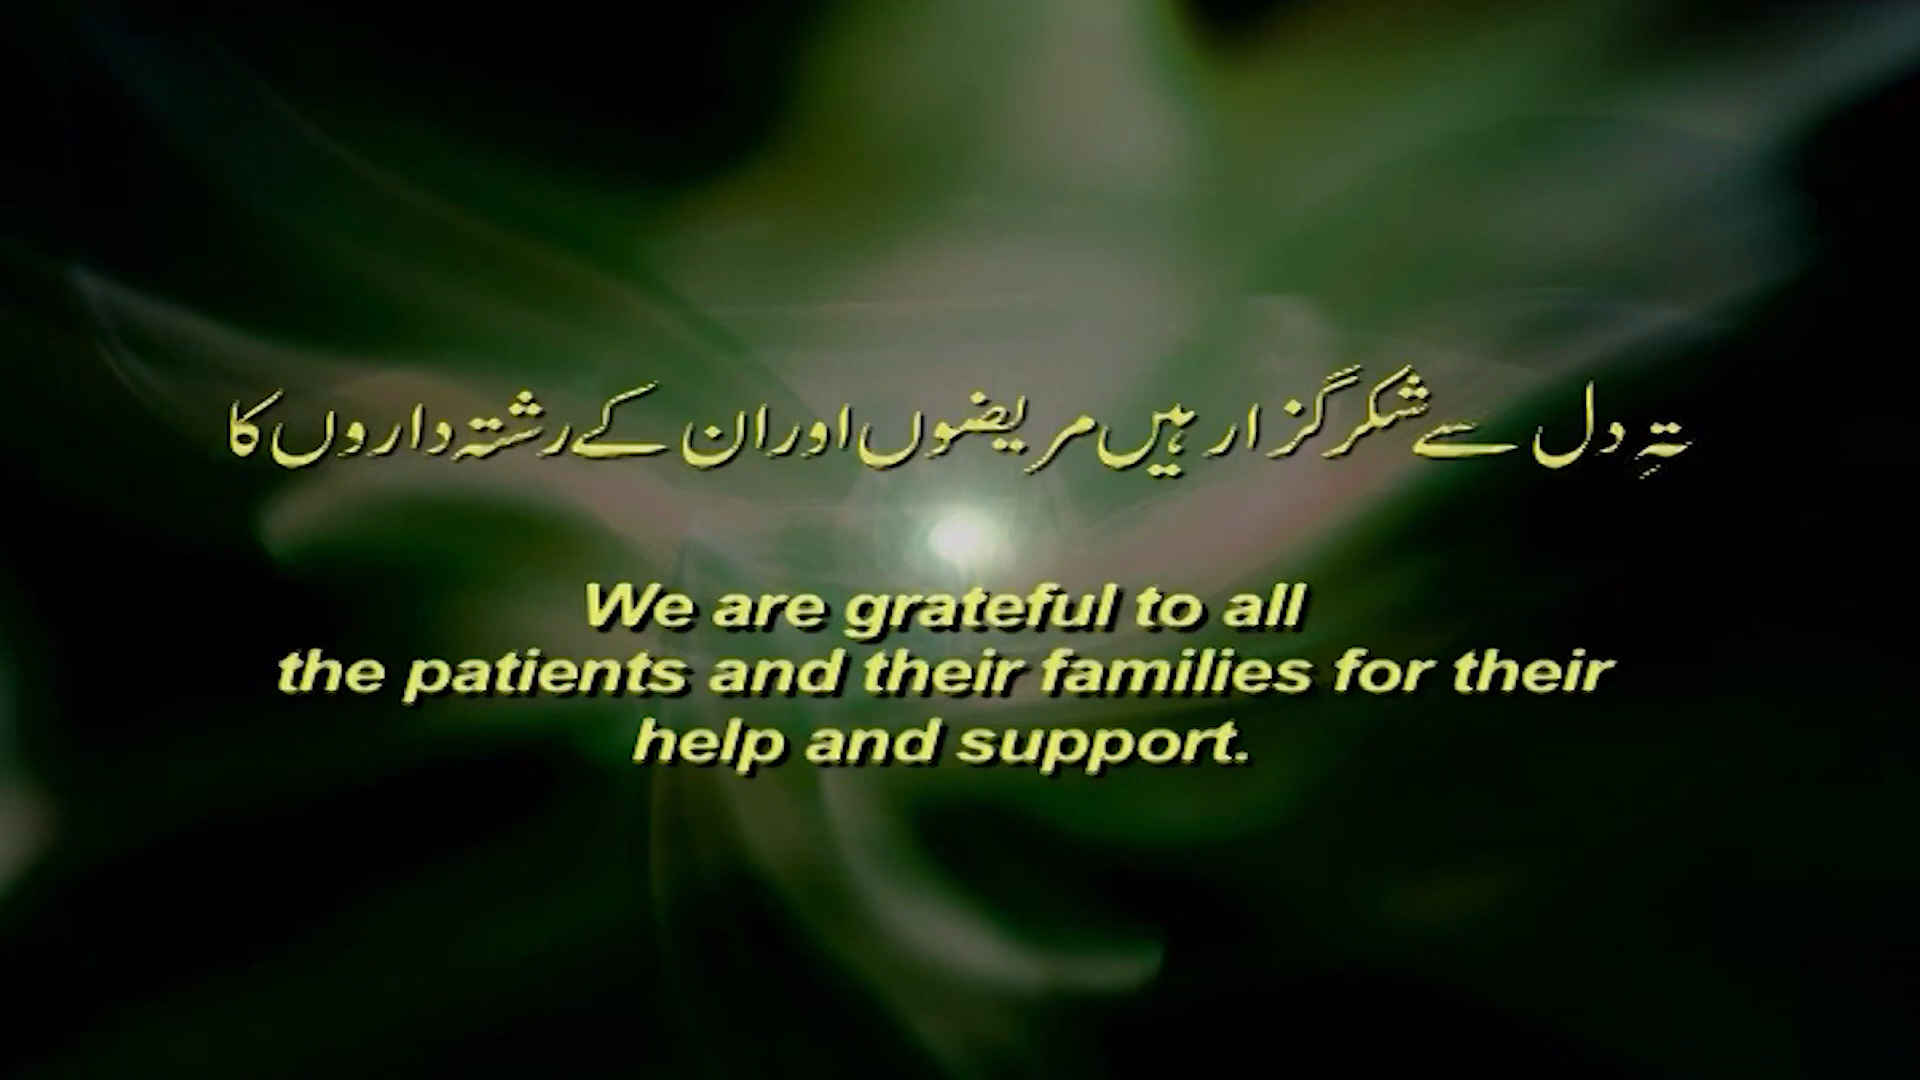 تہِ دل سے شکر گزار ہیں مریضوں اور ان کے رشتہ داروں کا
We are grateful to all
the patients and their families for their
help and support.